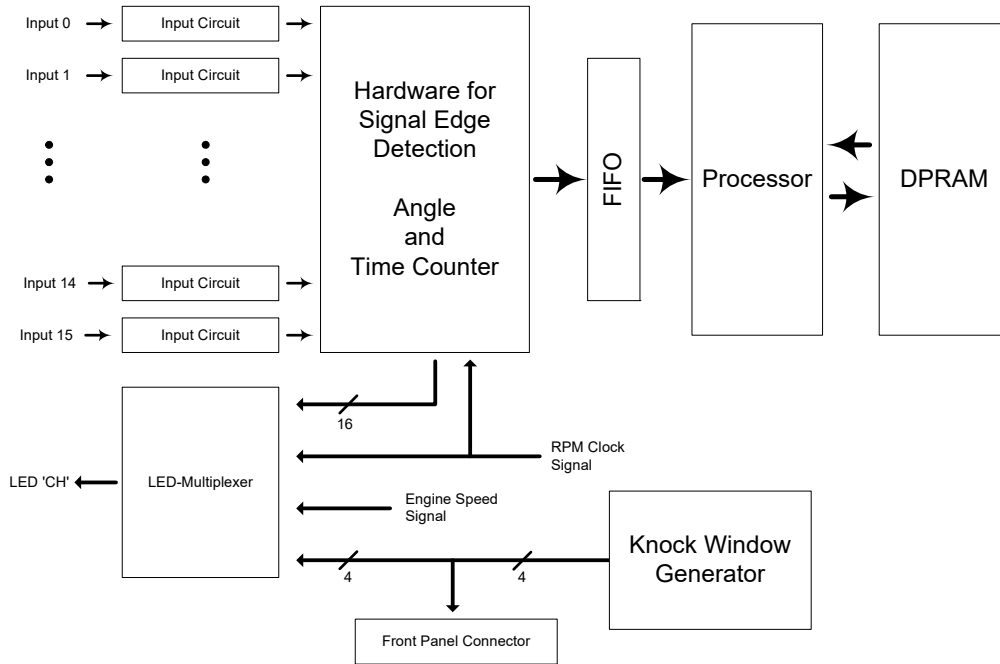 Input 0
Input Circuit
Input 1
Input Circuit
Hardware for
Signal Edge
Detection
Angle
and
Time Counter
FIFO
Processor
DPRAM
Input 14
Input Circuit
Input 15
Input Circuit
16
RPM Clock
Signal
LED 'CH'
LED-Multiplexer
Engine Speed
Signal
4
4
Knock Window
Generator
Front Panel Connector